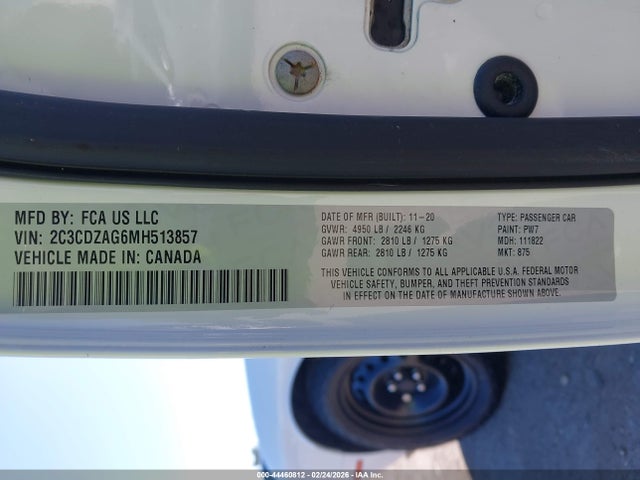 MFD BY: FCA US LLC
VIN: 2C3CDZAG6MH513857
VEHICLE MADE IN: CANADA
DATE OF MFR (BUILT): 11-20
GVWR: 4950 LB / 2246 KG
GAWR FRONT: 2810 LB / 1275 KG
GAWR REAR: 2810 LB / 1275 KG
TYPE: PASSENGER CAR
PAINT: PW7
MDH: 111822
MKT: 875
THIS VEHICLE CONFORMS TO ALL APPLICABLE U.S.A. FEDERAL MOTOR
VEHICLE SAFETY, BUMPER, AND THEFT PREVENTION STANDARDS
IN EFFECT ON THE DATE OF MANUFACTURE SHOWN ABOVE.
000-44460812 - 02/24/2026 - IAAI.COM